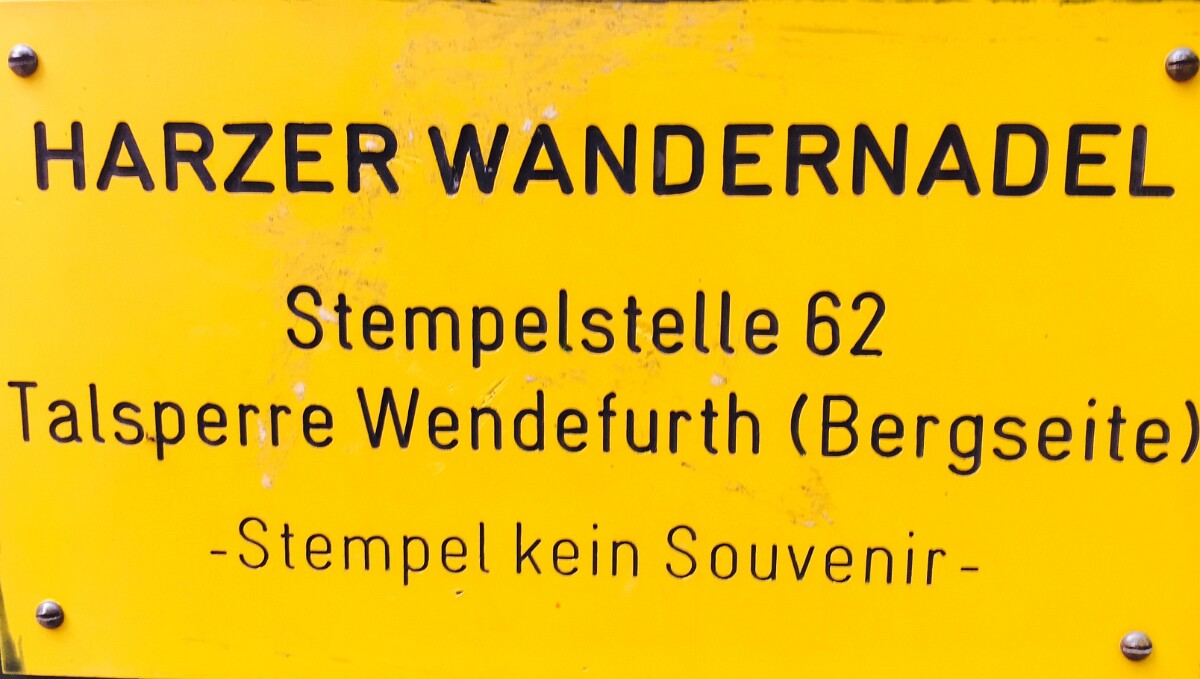 HARZER WANDERNADEL
Stempelstelle 62
Talsperre Wendefurth (Bergseite)
-Stempel kein Souvenir-